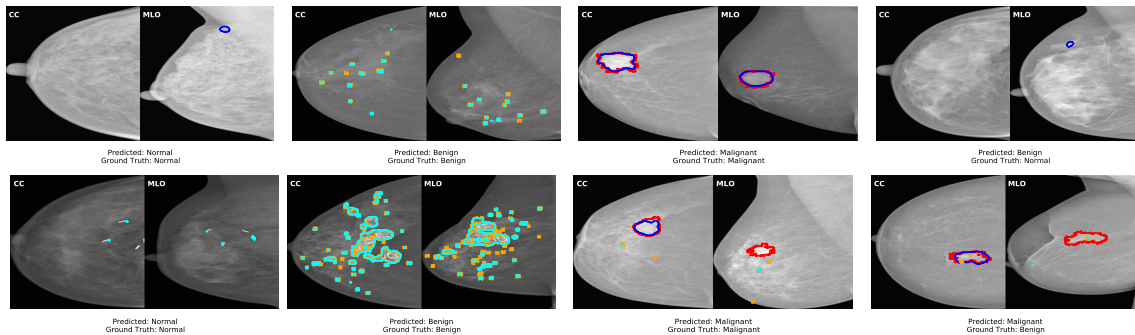 CC MLO CC MLO CC MLO CC MLO
Predicted: Normal
Ground Truth: Normal
Predicted: Benign
Ground Truth: Benign
Predicted: Malignant
Ground Truth: Malignant
Predicted: Benign
Ground Truth: Normal
CC MLO CC MLO CC MLO CC MLO
Predicted: Normal
Ground Truth: Normal
Predicted: Benign
Ground Truth: Benign
Predicted: Malignant
Ground Truth: Malignant
Predicted: Malignant
Ground Truth: Benign